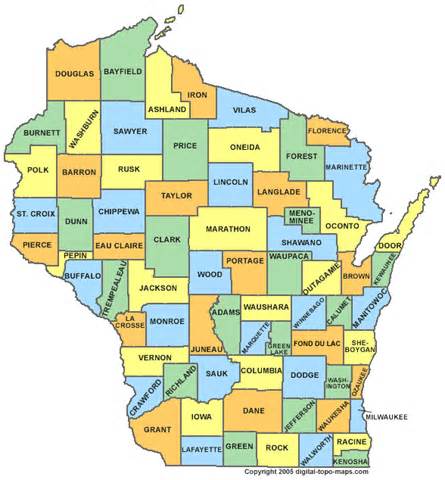 DOUGLAS
BAYFIELD
ASHLAND
IRON
VILAS
BURNETT
WASHBURN
SAWYER
PRICE
ONEIDA
FOREST
FLORENCE
MARINETTE
POLK
BARRON
RUSK
LINCOLN
LANGLADE
TAYLOR
ST. CROIX
DUNN
CHIPPEWA
MARATHON
MENO-
MINEE
OCONTO
DOOR
PIERCE
PEPIN
EAU CLAIRE
CLARK
SHAWANO
BUFFALO
TREMPEALEAU
JACKSON
WOOD
PORTAGE
WAUPACA
OUTAGAMIE
BROWN
KEWAUNEE
LA
CROSSE
MONROE
JUNEAU
ADAMS
WAUSHARA
WINNEBAGO
CALUMET
MANITOWOC
MARQUETTE
GREEN
LAKE
FOND DU LAC
SHE-
BOYGAN
VERNON
CRAWFORD
RICHLAND
SAUK
COLUMBIA
DODGE
WASH-
INGTON
OZAUKEE
GRANT
IOWA
DANE
JEFFERSON
WAUKESHA
MILWAUKEE
LAFAYETTE
GREEN
ROCK
WALWORTH
RACINE
KENOSHA
Copyright 2005 digital-topo-maps.com